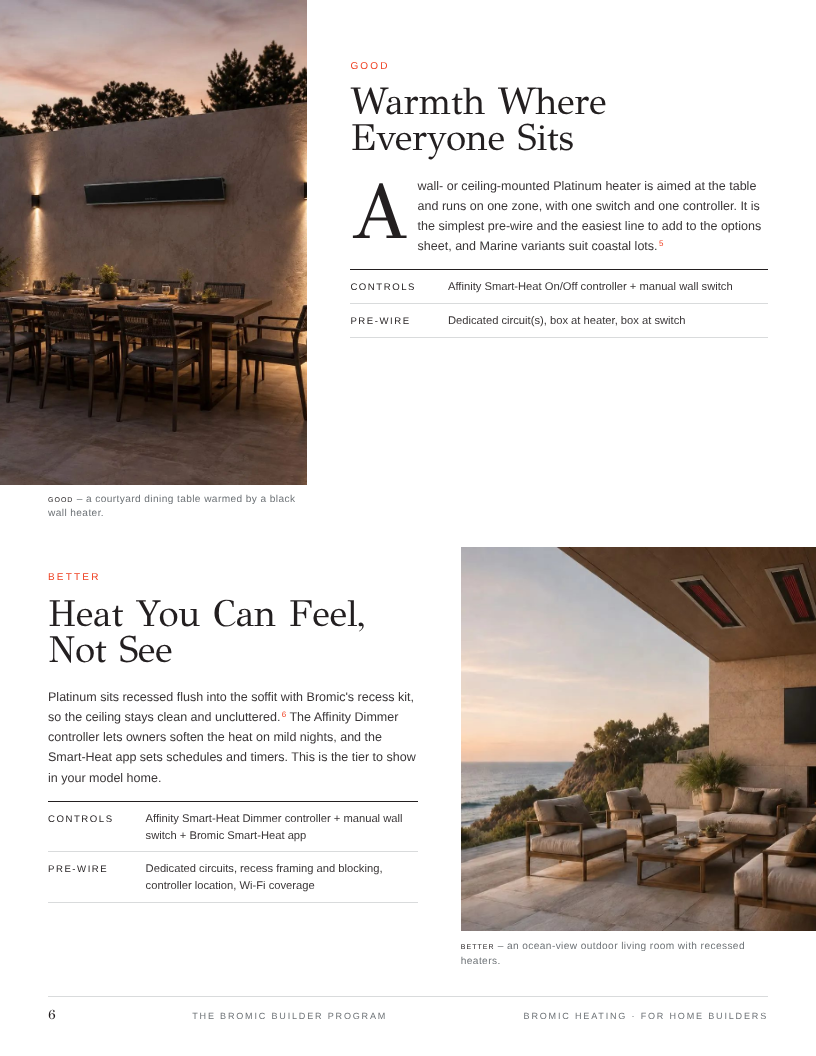 GOOD
Warmth Where
Everyone Sits
A wall- or ceiling-mounted Platinum heater is aimed at the table
and runs on one zone, with one switch and one controller. It is
the simplest pre-wire and the easiest line to add to the options
sheet, and Marine variants suit coastal lots. 5
CONTROLS Affinity Smart-Heat On/Off controller + manual wall switch
PRE-WIRE Dedicated circuit(s), box at heater, box at switch
GOOD – a courtyard dining table warmed by a black
wall heater.
BETTER
Heat You Can Feel,
Not See
Platinum sits recessed flush into the soffit with Bromic's recess kit,
so the ceiling stays clean and uncluttered. 6 The Affinity Dimmer
controller lets owners soften the heat on mild nights, and the
Smart-Heat app sets schedules and timers. This is the tier to show
in your model home.
CONTROLS Affinity Smart-Heat Dimmer controller + manual wall
switch + Bromic Smart-Heat app
PRE-WIRE Dedicated circuits, recess framing and blocking,
controller location, Wi-Fi coverage
BETTER – an ocean-view outdoor living room with recessed
heaters.
6 THE BROMIC BUILDER PROGRAM BROMIC HEATING · FOR HOME BUILDERS